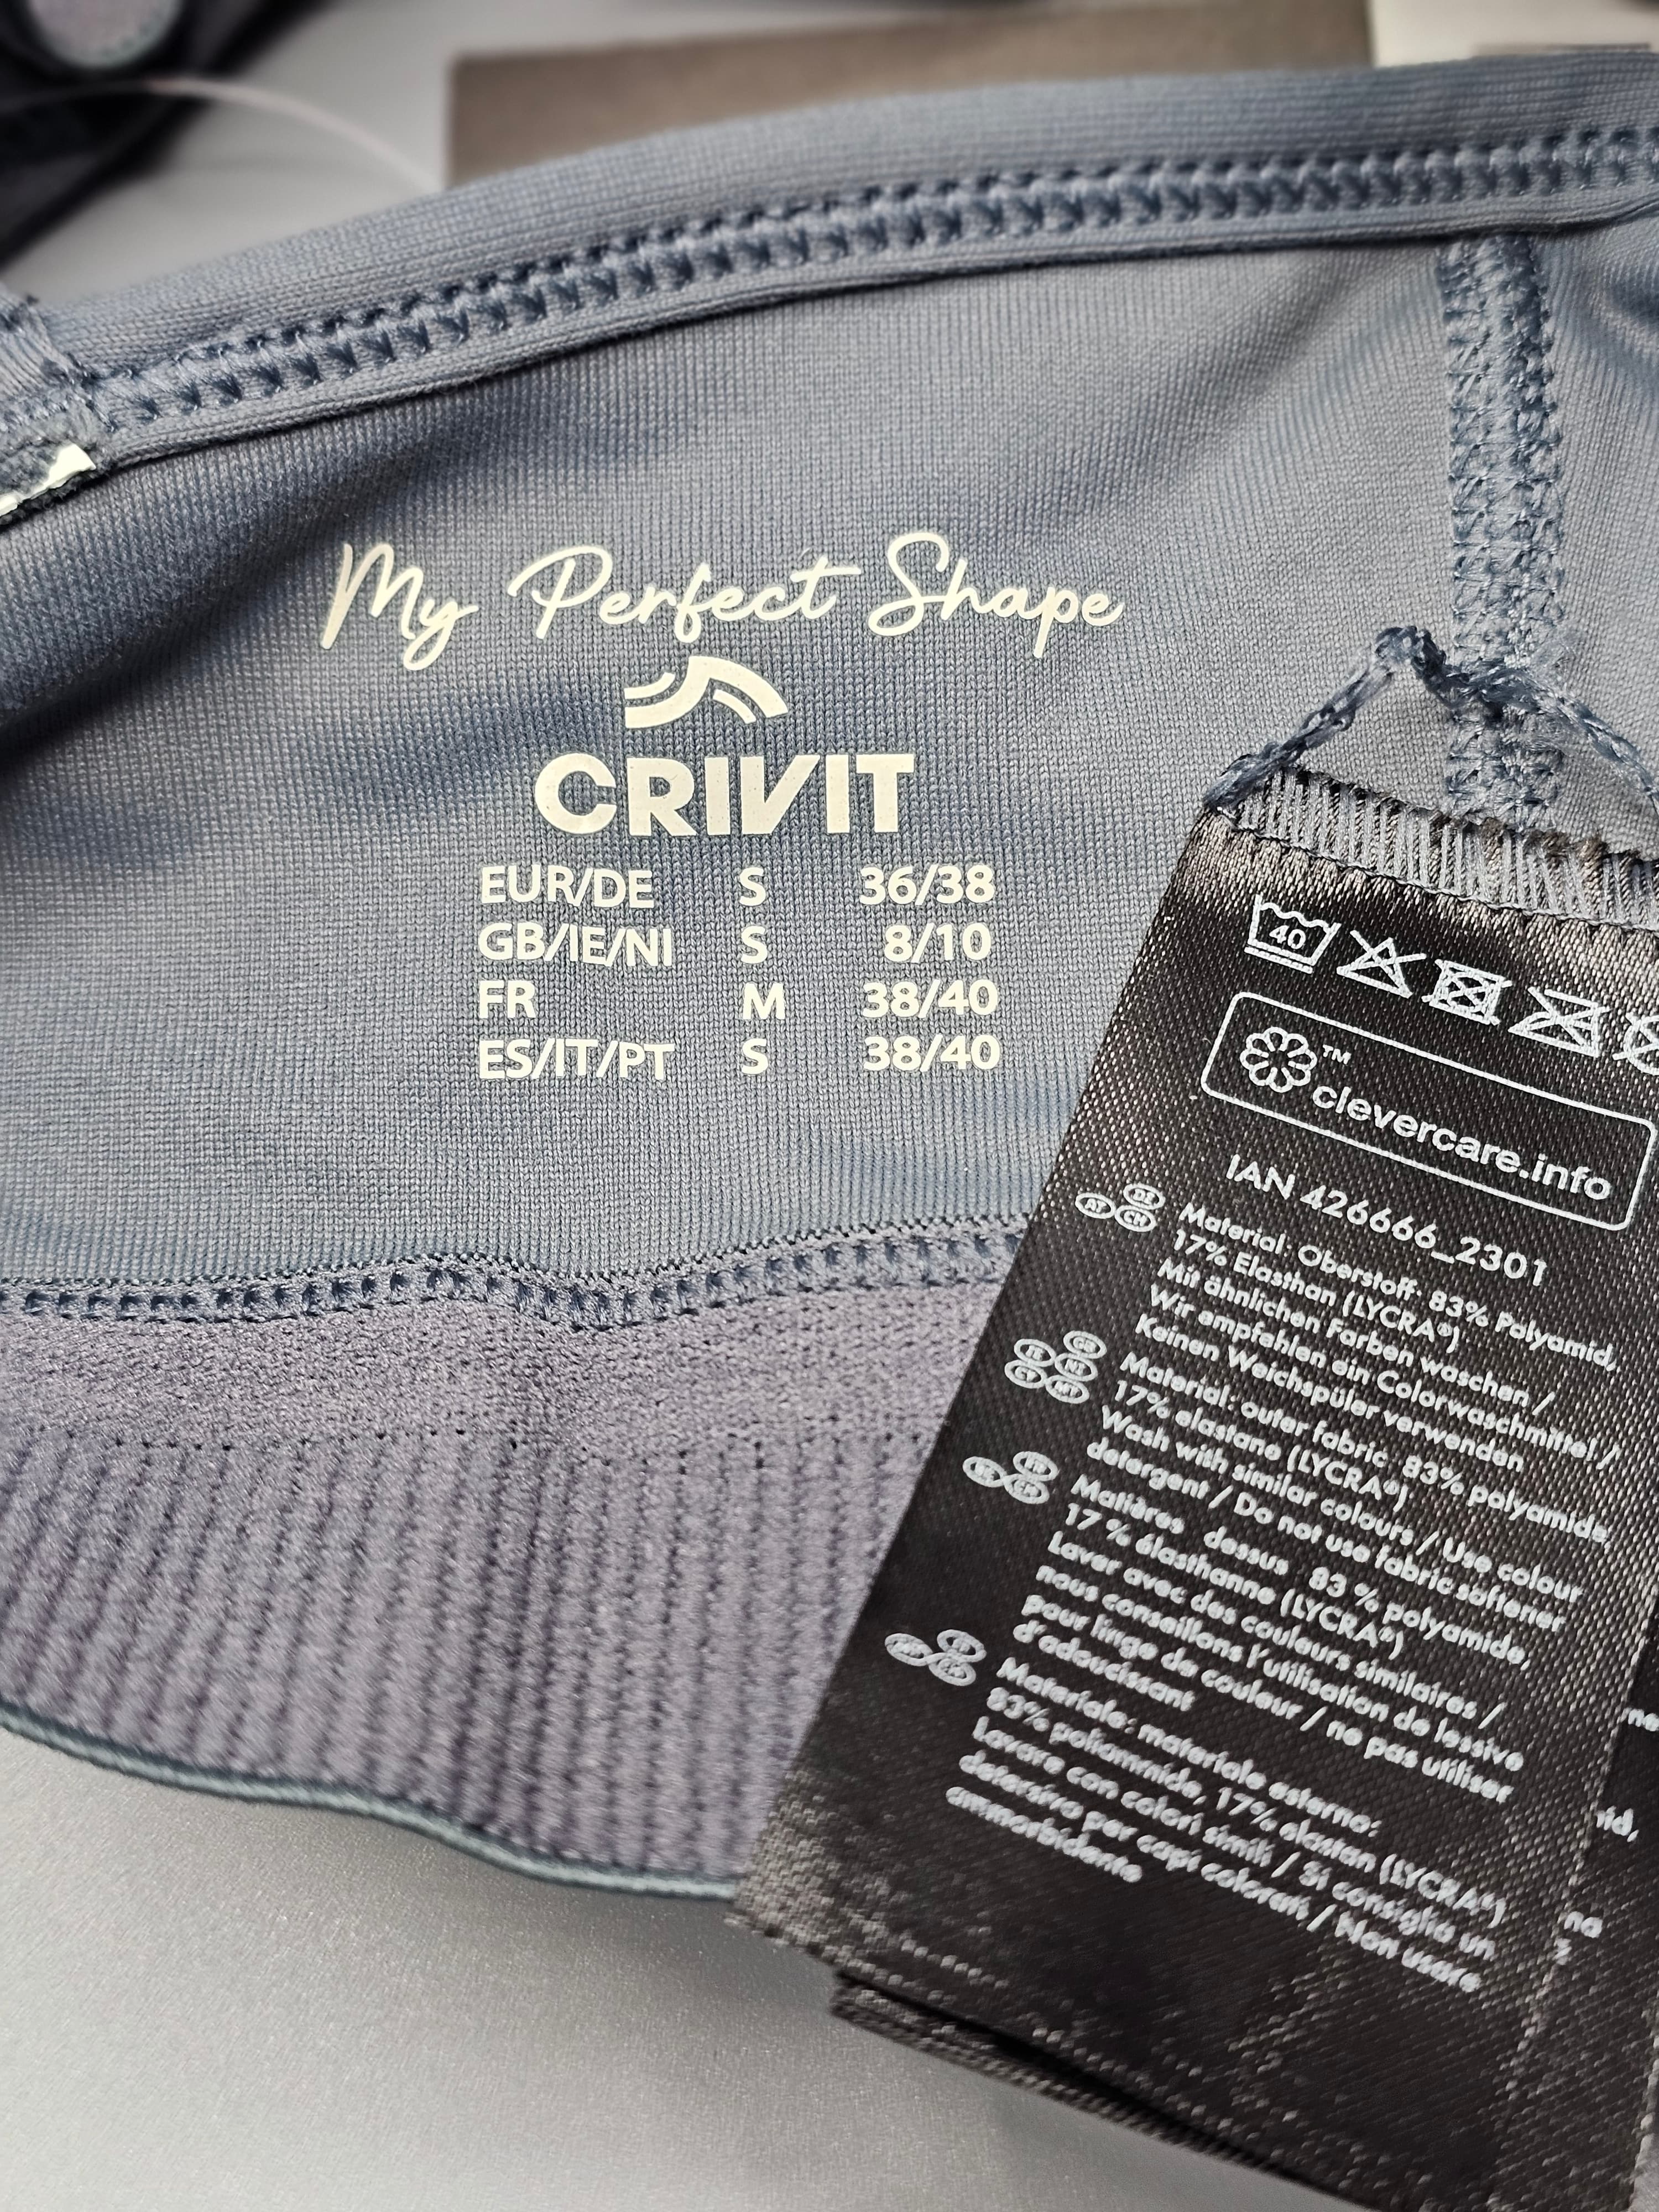 My Perfect Shape
CRIVIT
EUR/DE S 36/38
GB/IE/NI S 8/10
FR M 38/40
ES/IT/PT S 38/40
40
™ clevercare.info
IAN 426666_2301
DE AT CH
Material: Oberstoff: 83% Polyamid,
17% Elasthan (LYCRA®)
Mit ähnlichen Farben waschen /
Wir empfehlen ein Colorwaschmittel /
Keinen Weichspüler verwenden
Material: outer fabric: 83% polyamide,
17% elastane (LYCRA®)
Wash with similar colours / Use colour
detergent / Do not use fabric softener
Matières dessus 83 % polyamide,
17 % élasthanne (LYCRA®)
Laver avec des couleurs similaires /
nous conseillons l'utilisation de lessive
pour linge de couleur / ne pas utiliser
d'adoucissant
Materiale: materiale esterno:
83% poliammide, 17% elastan (LYCRA®)
Lavare con colori simili / Si consiglia un
detersivo per capi colorati / Non usare
ammorbidente